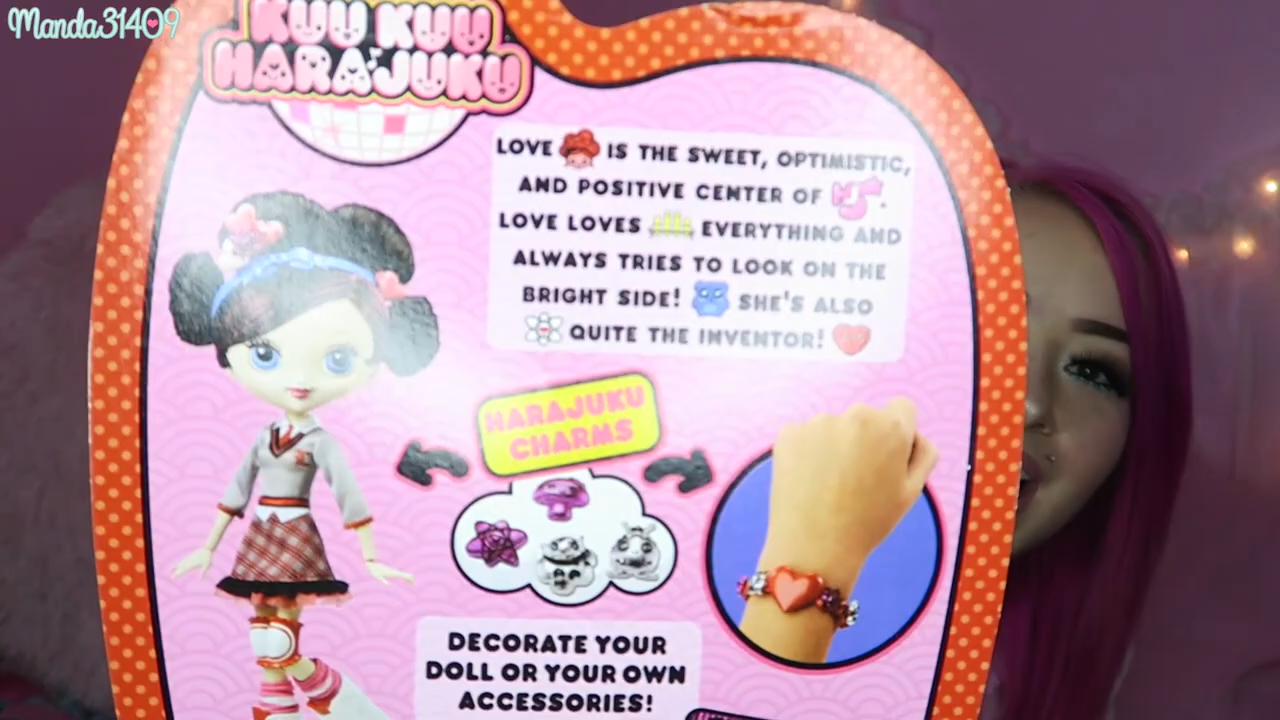 Manda31409
KUU KUU
HARAJUKU
LOVE IS THE SWEET, OPTIMISTIC,
AND POSITIVE CENTER OF HJ5.
LOVE LOVES EVERYTHING AND
ALWAYS TRIES TO LOOK ON THE
BRIGHT SIDE! SHE'S ALSO
QUITE THE INVENTOR!
HARAJUKU
CHARMS
DECORATE YOUR
DOLL OR YOUR OWN
ACCESSORIES!